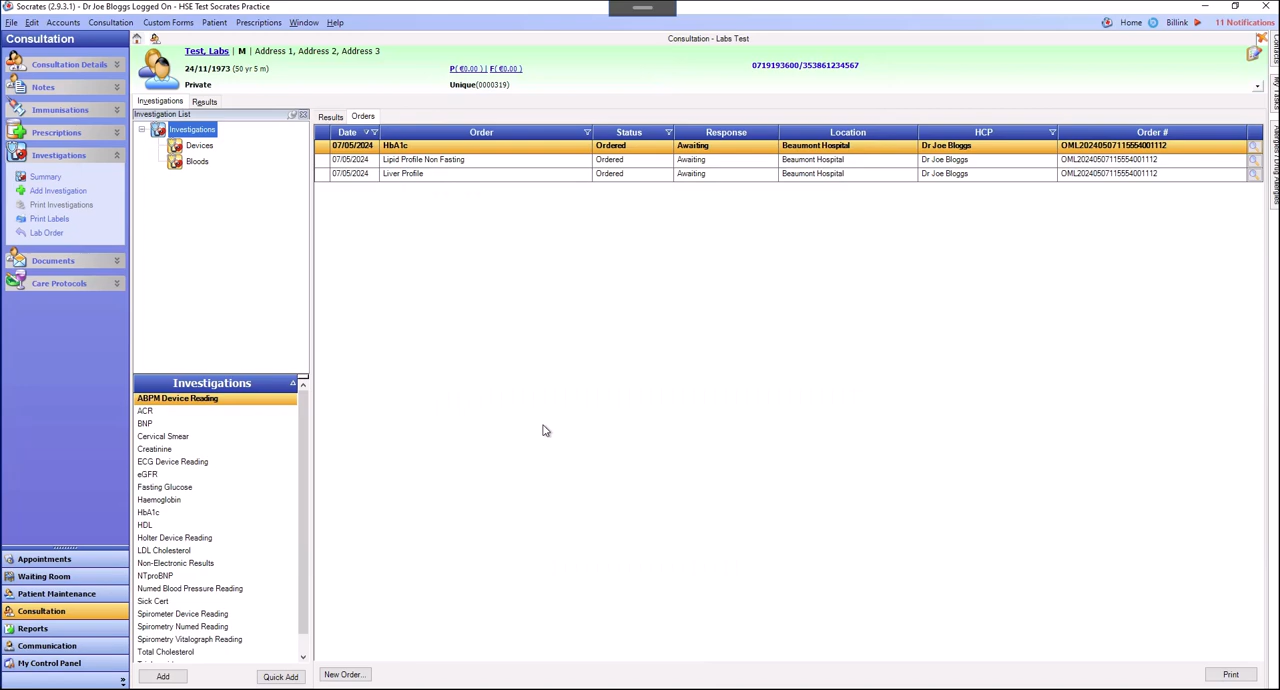 Socrates (2.9.3.1) - Dr Joe Bloggs Logged On - HSE Test Socrates Practice
File Edit Accounts Consultation Custom Forms Patient Prescriptions Window Help
Home Billink 11 Notifications
Consultation
Consultation - Labs Test
Test, Labs | M | Address 1, Address 2, Address 3
24/11/1973 (50 yr 5 m)
P( €0.00 ) | F( €0.00 )
0719193600/353861234567
Private
Unique(0000319)
Consultation Details
Notes
Immunisations
Prescriptions
Investigations
Summary
Add Investigation
Print Investigations
Print Labels
Lab Order
Documents
Care Protocols
Appointments
Waiting Room
Patient Maintenance
Consultation
Reports
Communication
My Control Panel
Investigations Results
Investigation List
Investigations
Devices
Bloods
Investigations
ABPM Device Reading
ACR
BNP
Cervical Smear
Creatinine
ECG Device Reading
eGFR
Fasting Glucose
Haemoglobin
HbA1c
HDL
Holter Device Reading
LDL Cholesterol
Non-Electronic Results
NTproBNP
Numed Blood Pressure Reading
Sick Cert
Spirometer Device Reading
Spirometry Numed Reading
Spirometry Vitalograph Reading
Total Cholesterol
Add Quick Add
Results Orders
Date Order Status Response Location HCP Order #
07/05/2024 HbA1c Ordered Awaiting Beaumont Hospital Dr Joe Bloggs OML20240507115554001112
07/05/2024 Lipid Profile Non Fasting Ordered Awaiting Beaumont Hospital Dr Joe Bloggs OML20240507115554001112
07/05/2024 Liver Profile Ordered Awaiting Beaumont Hospital Dr Joe Bloggs OML20240507115554001112
New Order... Print